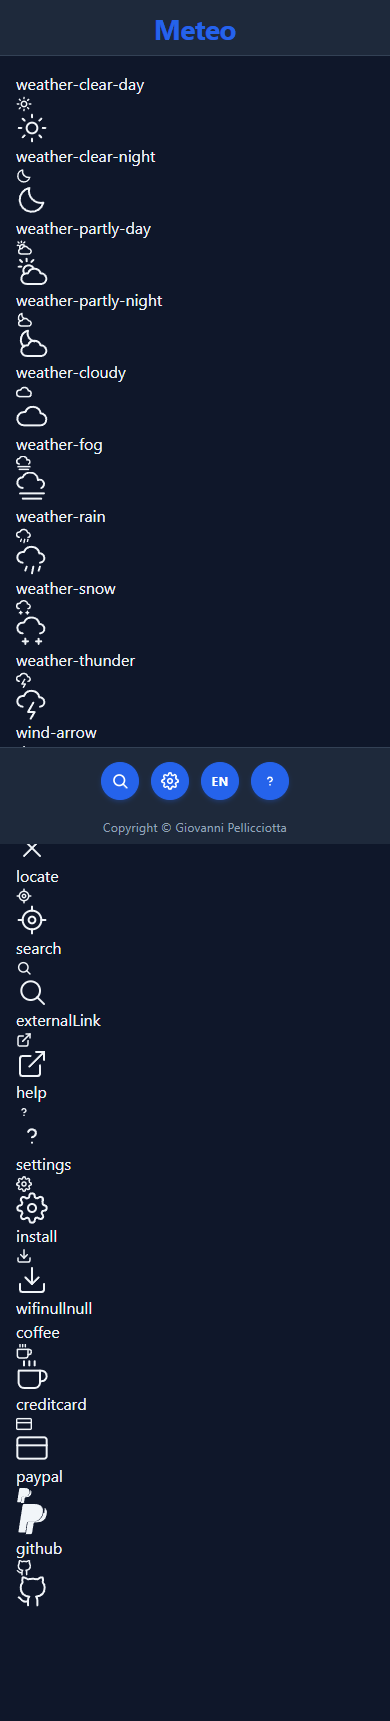 Meteo
weather-clear-day
weather-clear-night
weather-partly-day
weather-partly-night
weather-cloudy
weather-fog
weather-rain
weather-snow
weather-thunder
wind-arrow
EN
?
Copyright © Giovanni Pellicciotta
locate
search
externalLink
help
?
?
settings
install
wifinullnull
coffee
creditcard
paypal
github